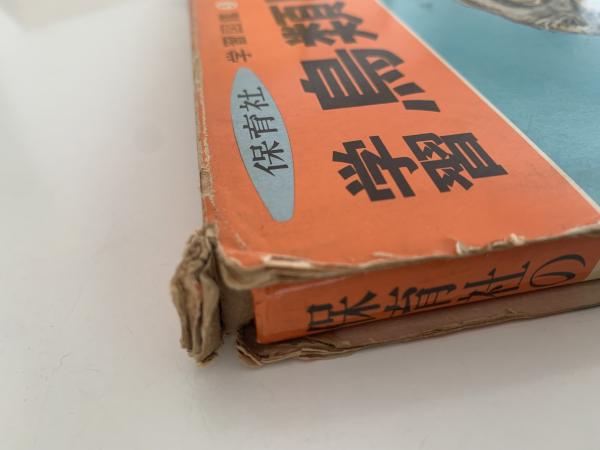 学習図鑑
保育社
鳥類
学習
保育社の